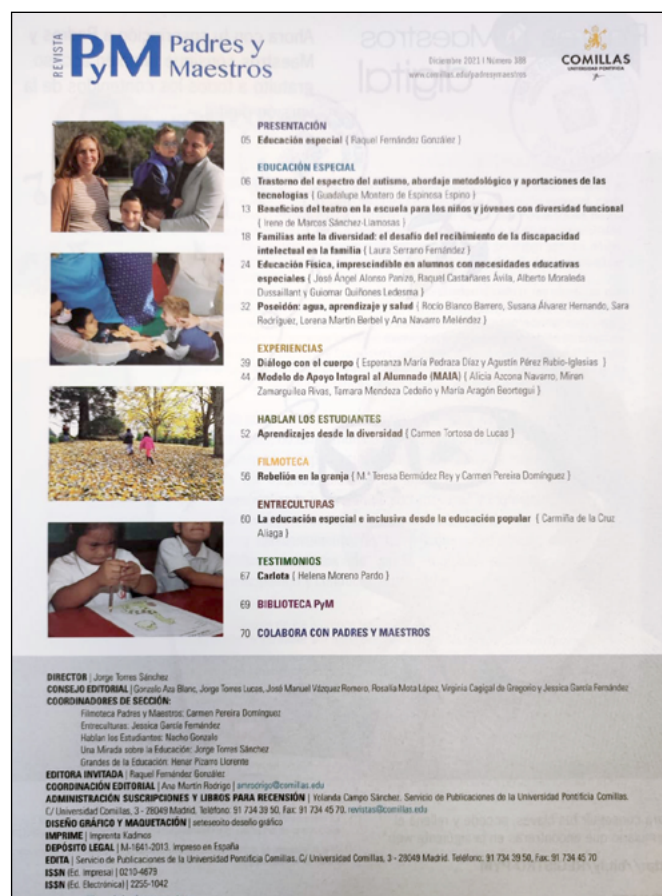 REVISTA
PyM Padres y
Maestros
Diciembre 2021 | Número 388
www.comillas.edu/padresymaestros
COMILLAS
UNIVERSIDAD PONTIFICIA
PRESENTACIÓN
05 Educación especial { Raquel Fernández González }
EDUCACIÓN ESPECIAL
06 Trastorno del espectro del autismo, abordaje metodológico y aportaciones de las
tecnologías { Guadalupe Montero de Espinosa Espino }
13 Beneficios del teatro en la escuela para los niños y jóvenes con diversidad funcional
{ Irene de Marcos Sánchez-Llamosas }
18 Familias ante la diversidad: el desafío del recibimiento de la discapacidad
intelectual en la familia { Laura Serrano Fernández }
24 Educación Física, imprescindible en alumnos con necesidades educativas
especiales { José Ángel Alonso Panizo, Raquel Castañares Ávila, Alberto Moraleda
Dussaillant y Guiomar Quiñones Ledesma }
32 Poseidón: agua, aprendizaje y salud { Rocío Blanco Barrero, Susana Álvarez Hernando, Sara
Rodríguez, Lorena Martín Berbel y Ana Navarro Meléndez }
EXPERIENCIAS
39 Diálogo con el cuerpo { Esperanza María Pedraza Díaz y Agustín Pérez Rubio-Iglesias }
44 Modelo de Apoyo Integral al Alumnado (MAIA) { Alicia Azcona Navarro, Miren
Zamarguilea Rivas, Tamara Mendoza Cedeño y María Aragón Beortegui }
HABLAN LOS ESTUDIANTES
52 Aprendizajes desde la diversidad { Carmen Tortosa de Lucas }
FILMOTECA
56 Rebelión en la granja { M.ª Teresa Bermúdez Rey y Carmen Pereira Domínguez }
ENTRECULTURAS
60 La educación especial e inclusiva desde la educación popular { Carmiña de la Cruz
Aliaga }
TESTIMONIOS
67 Carlota { Helena Moreno Pardo }
69 BIBLIOTECA PyM
70 COLABORA CON PADRES Y MAESTROS
DIRECTOR | Jorge Torres Sánchez
CONSEJO EDITORIAL | Gonzalo Aza Blanc, Jorge Torres Lucas, José Manuel Vázquez Romero, Rosalía Mota López, Virginia Cagigal de Gregorio y Jessica García Fernández
COORDINADORES DE SECCIÓN:
Filmoteca Padres y Maestros: Carmen Pereira Domínguez
Entreculturas: Jessica García Fernández
Hablan los Estudiantes: Nacho Gonzalo
Una Mirada sobre la Educación: Jorge Torres Sánchez
Grandes de la Educación: Henar Pizarro Llorente
EDITORA INVITADA | Raquel Fernández González
COORDINACIÓN EDITORIAL | Ana Martín Rodrigo | amrodrigo@comillas.edu
ADMINISTRACIÓN SUSCRIPCIONES Y LIBROS PARA RECENSIÓN | Yolanda Campo Sánchez. Servicio de Publicaciones de la Universidad Pontificia Comillas.
C/ Universidad Comillas, 3 - 28049 Madrid. Teléfono: 91 734 39 50. Fax: 91 734 45 70. revistas@comillas.edu
DISEÑO GRÁFICO Y MAQUETACIÓN | seteseoito deseño gráfico
IMPRIME | Imprenta Kadmos
DEPÓSITO LEGAL | M-1641-2013. Impreso en España
EDITA | Servicio de Publicaciones de la Universidad Pontificia Comillas, C/ Universidad Comillas, 3 - 28049 Madrid. Teléfono: 91 734 39 50, Fax: 91 734 45 70
ISSN (Ed. Impresa) | 0210-4679
ISSN (Ed. Electrónica) | 2255-1042